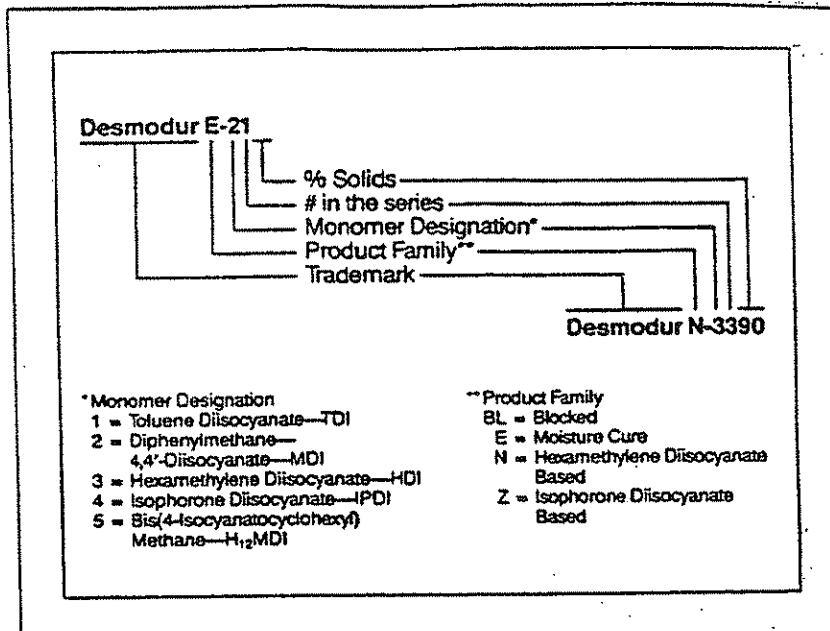 Desmodur E-21
% Solids
# in the series
Monomer Designation*
Product Family**
Trademark
Desmodur N-3390
*Monomer Designation
1 = Toluene Diisocyanate—TDI
2 = Diphenylmethane—
4,4'-Diisocyanate—MDI
3 = Hexamethylene Diisocyanate—HDI
4 = Isophorone Diisocyanate—IPDI
5 = Bis(4-Isocyanatocyclohexyl)
Methane—H₁₂MDI
**Product Family
BL = Blocked
E = Moisture Cure
N = Hexamethylene Diisocyanate
Based
Z = Isophorone Diisocyanate
Based